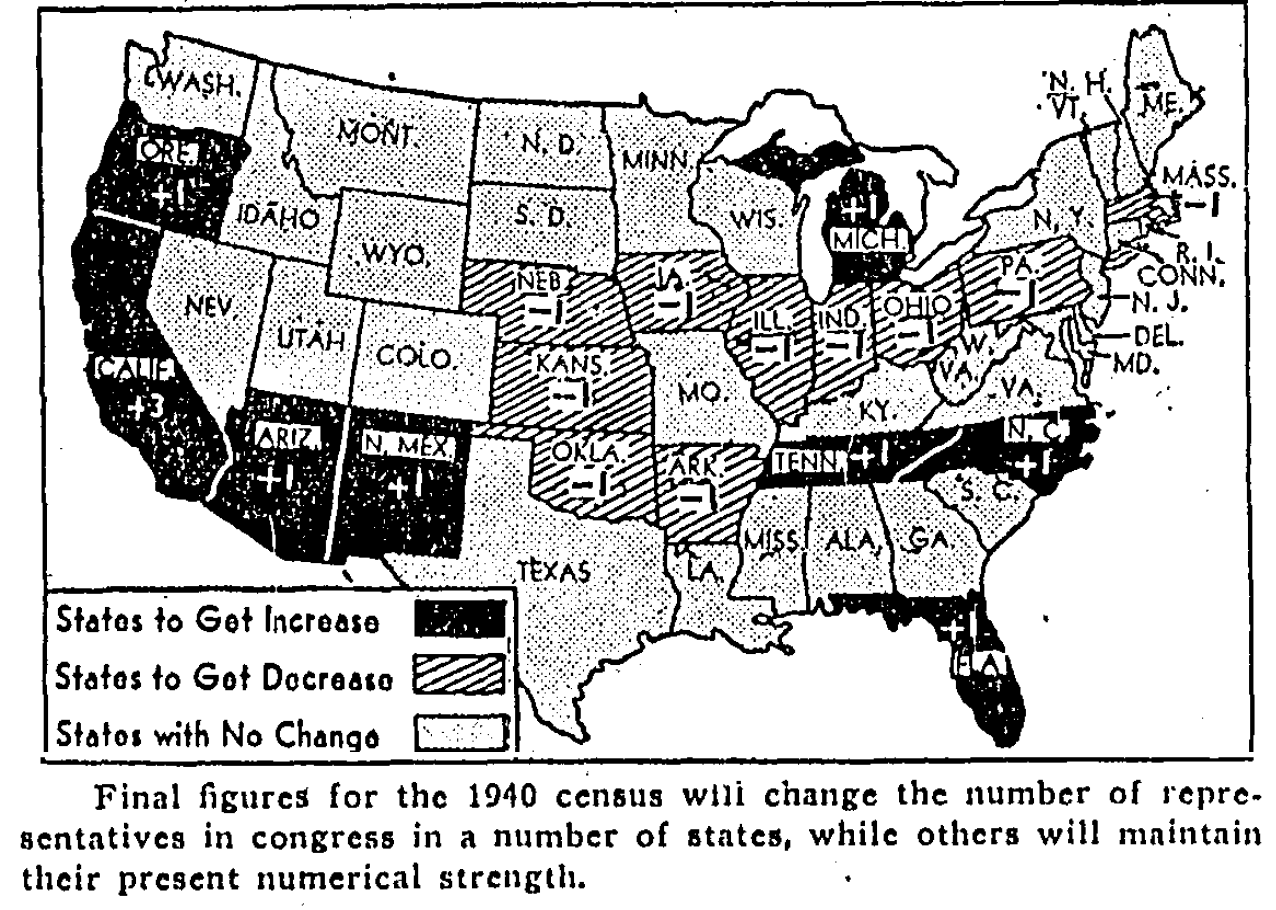 WASH.
ORE.
+1
MONT.
IDAHO
WYO.
N. D.
S. D.
MINN.
WIS.
+1
MICH.
N. H.
VT.
ME.
MASS.
-1
N. Y.
R. I.
CONN.
N. J.
DEL.
MD.
PA.
-1
NEV
UTAH
COLO.
CALIF.
+3
NEB.
-1
IA.
-1
ILL.
-1
IND.
-1
OHIO
-1
W.
VA.
VA.
KANS.
-1
MO.
KY.
ARIZ.
+1
N. MEX.
+1
OKLA.
-1
ARK.
-1
TENN. +1
N. C.
+1
S. C.
TEXAS
LA.
MISS.
ALA.
GA.
+1
FLA.
States to Get Increase
States to Get Decrease
States with No Change
Final figures for the 1940 census will change the number of repre-
sentatives in congress in a number of states, while others will maintain
their present numerical strength.